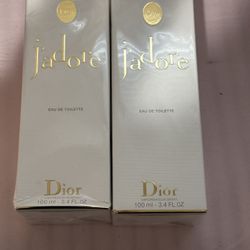 j'adore
EAU DE TOILETTE
Dior
100 ml - 3.4 FL. OZ
j'adore
EAU DE TOILETTE
Dior
100 ml - 3.4 FL. OZ